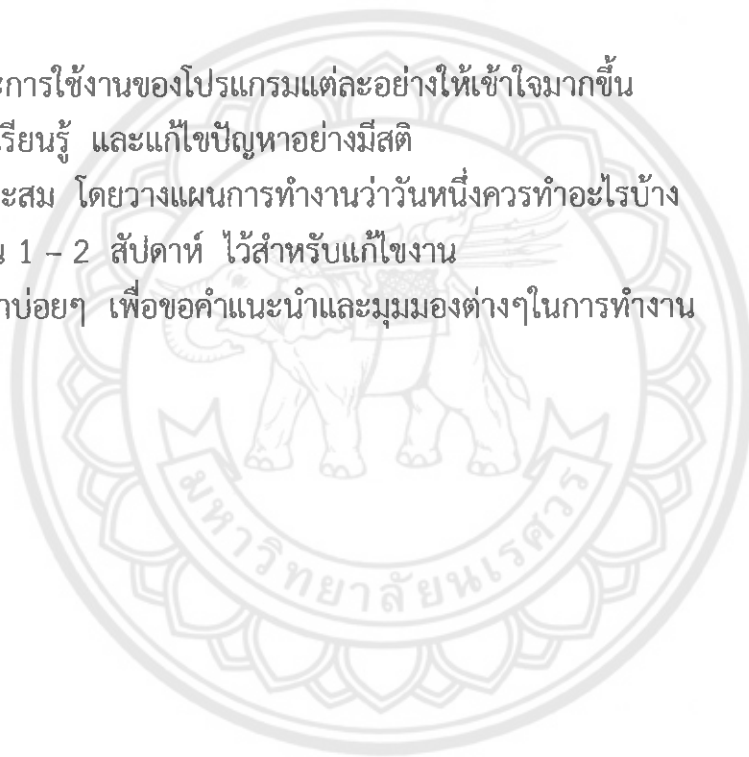 ะการใช้งานของโปรแกรมแต่ละอย่างให้เข้าใจมากขึ้น
เรียนรู้ และแก้ไขปัญหาอย่างมีสติ
ะสม โดยวางแผนการทำงานว่าวันหนึ่งควรทำอะไรบ้าง
น 1 – 2 สัปดาห์ ไว้สำหรับแก้ไขงาน
าบ่อยๆ เพื่อขอคำแนะนำและมุมมองต่างๆในการทำงาน
มหาวิทยาลัยนเรศวร